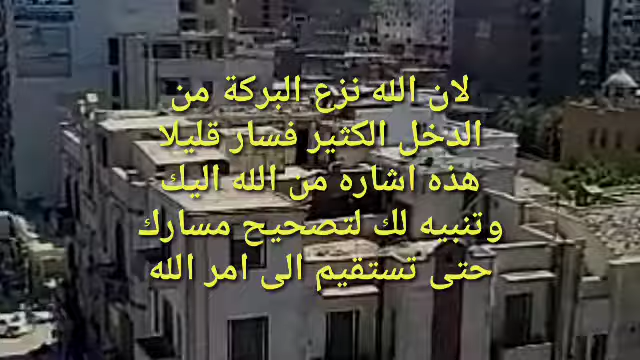 لان الله نزع البركة من
الدخل الكثير فسار قليلا
هذه اشاره من الله اليك
وتنبيه لك لتصحيح مسارك
حتى تستقيم الى امر الله